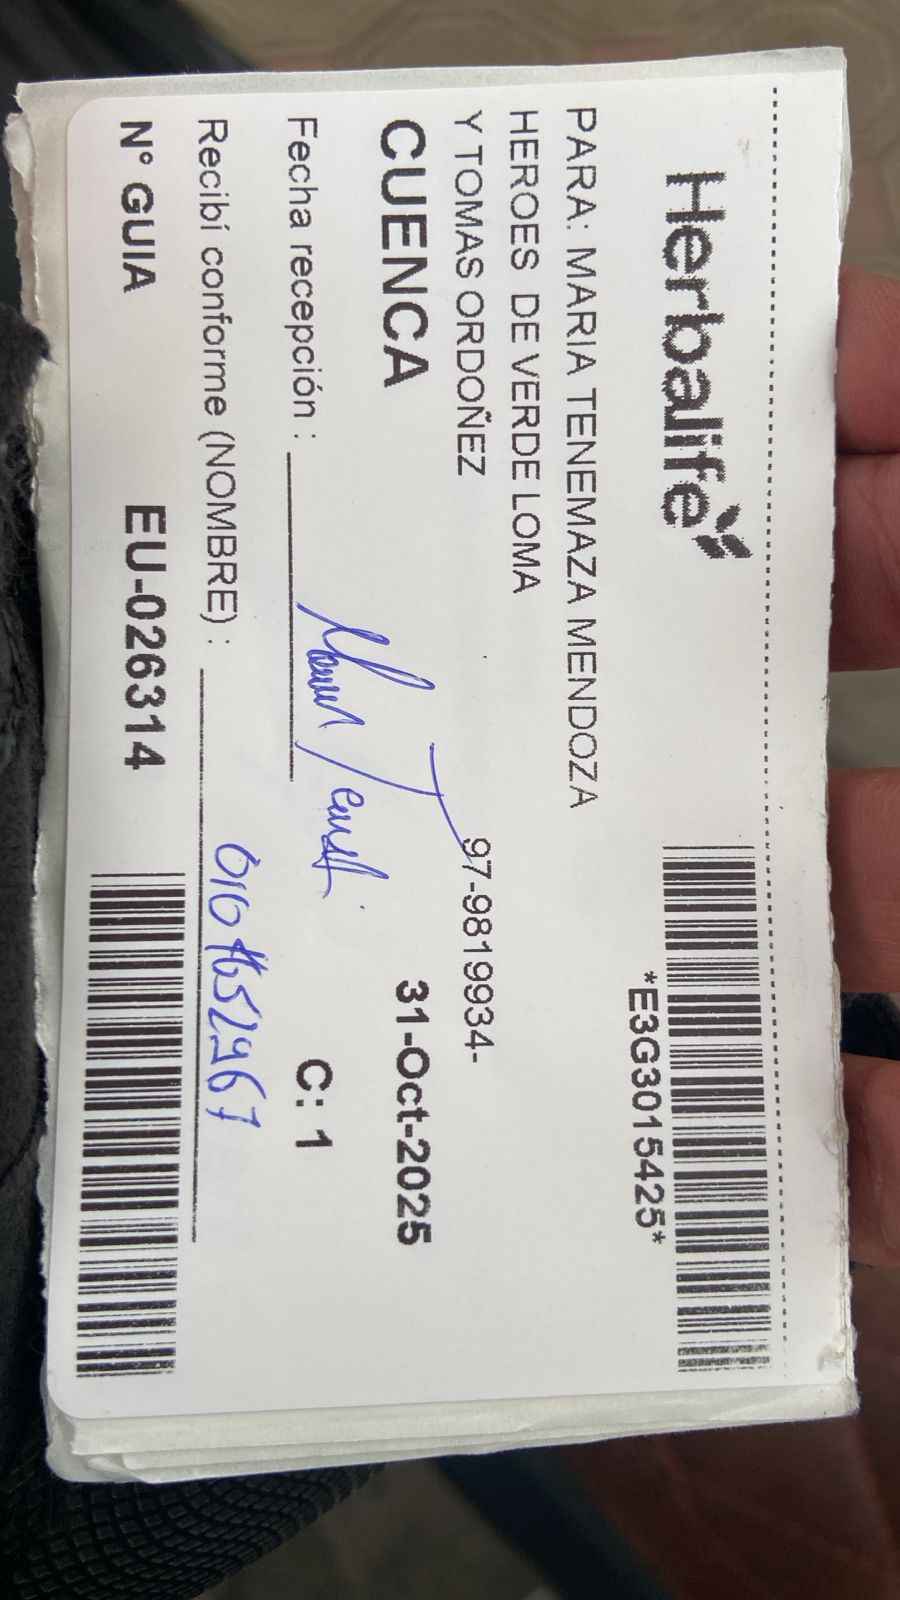 Herbalife
*E3G3015425*
PARA: MARIA TENEMAZA MENDOZA
HEROES DE VERDE LOMA
Y TOMAS ORDOÑEZ
97-9819934-
CUENCA
31-Oct-2025
Fecha recepción :
C: 1
Recibí conforme (NOMBRE) :
N° GUIA
EU-026314